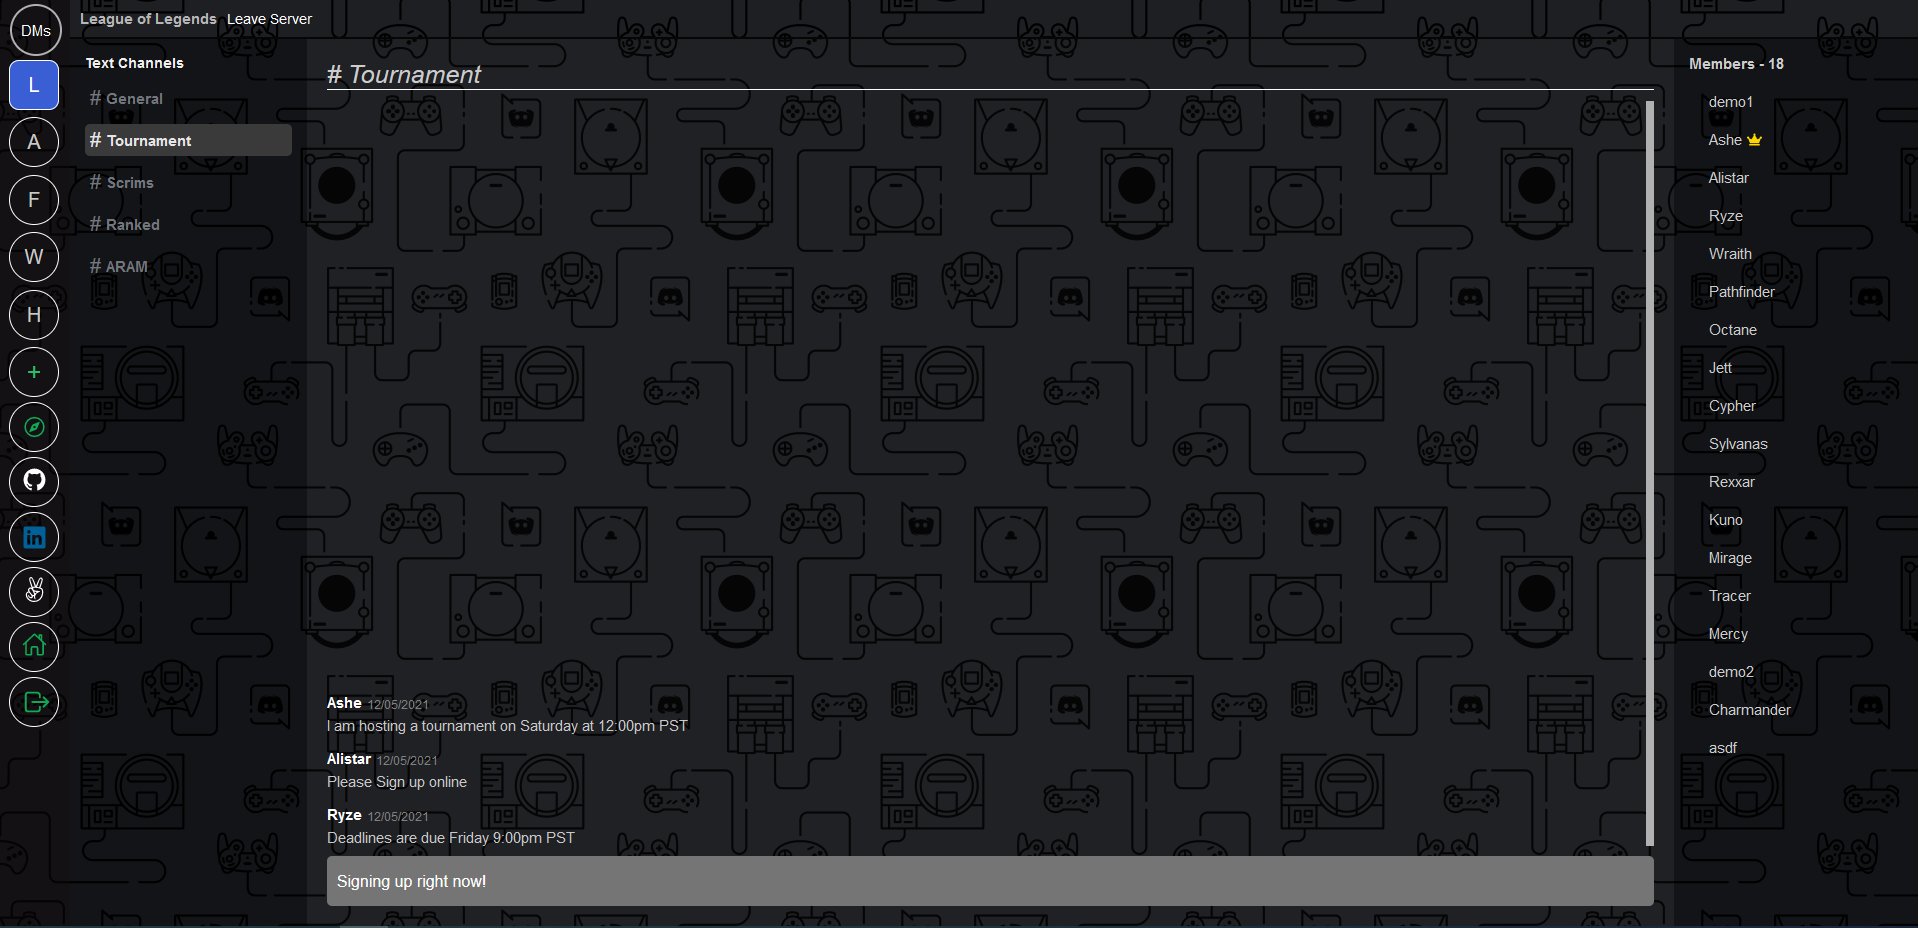 DMs
League of Legends Leave Server
L
A
F
W
H
+
in
Text Channels
# General
# Tournament
# Scrims
# Ranked
# ARAM
# Tournament
Ashe 12/05/2021
I am hosting a tournament on Saturday at 12:00pm PST
Alistar 12/05/2021
Please Sign up online
Ryze 12/05/2021
Deadlines are due Friday 9:00pm PST
Signing up right now!
Members - 18
demo1
Ashe
Alistar
Ryze
Wraith
Pathfinder
Octane
Jett
Cypher
Sylvanas
Rexxar
Kuno
Mirage
Tracer
Mercy
demo2
Charmander
asdf